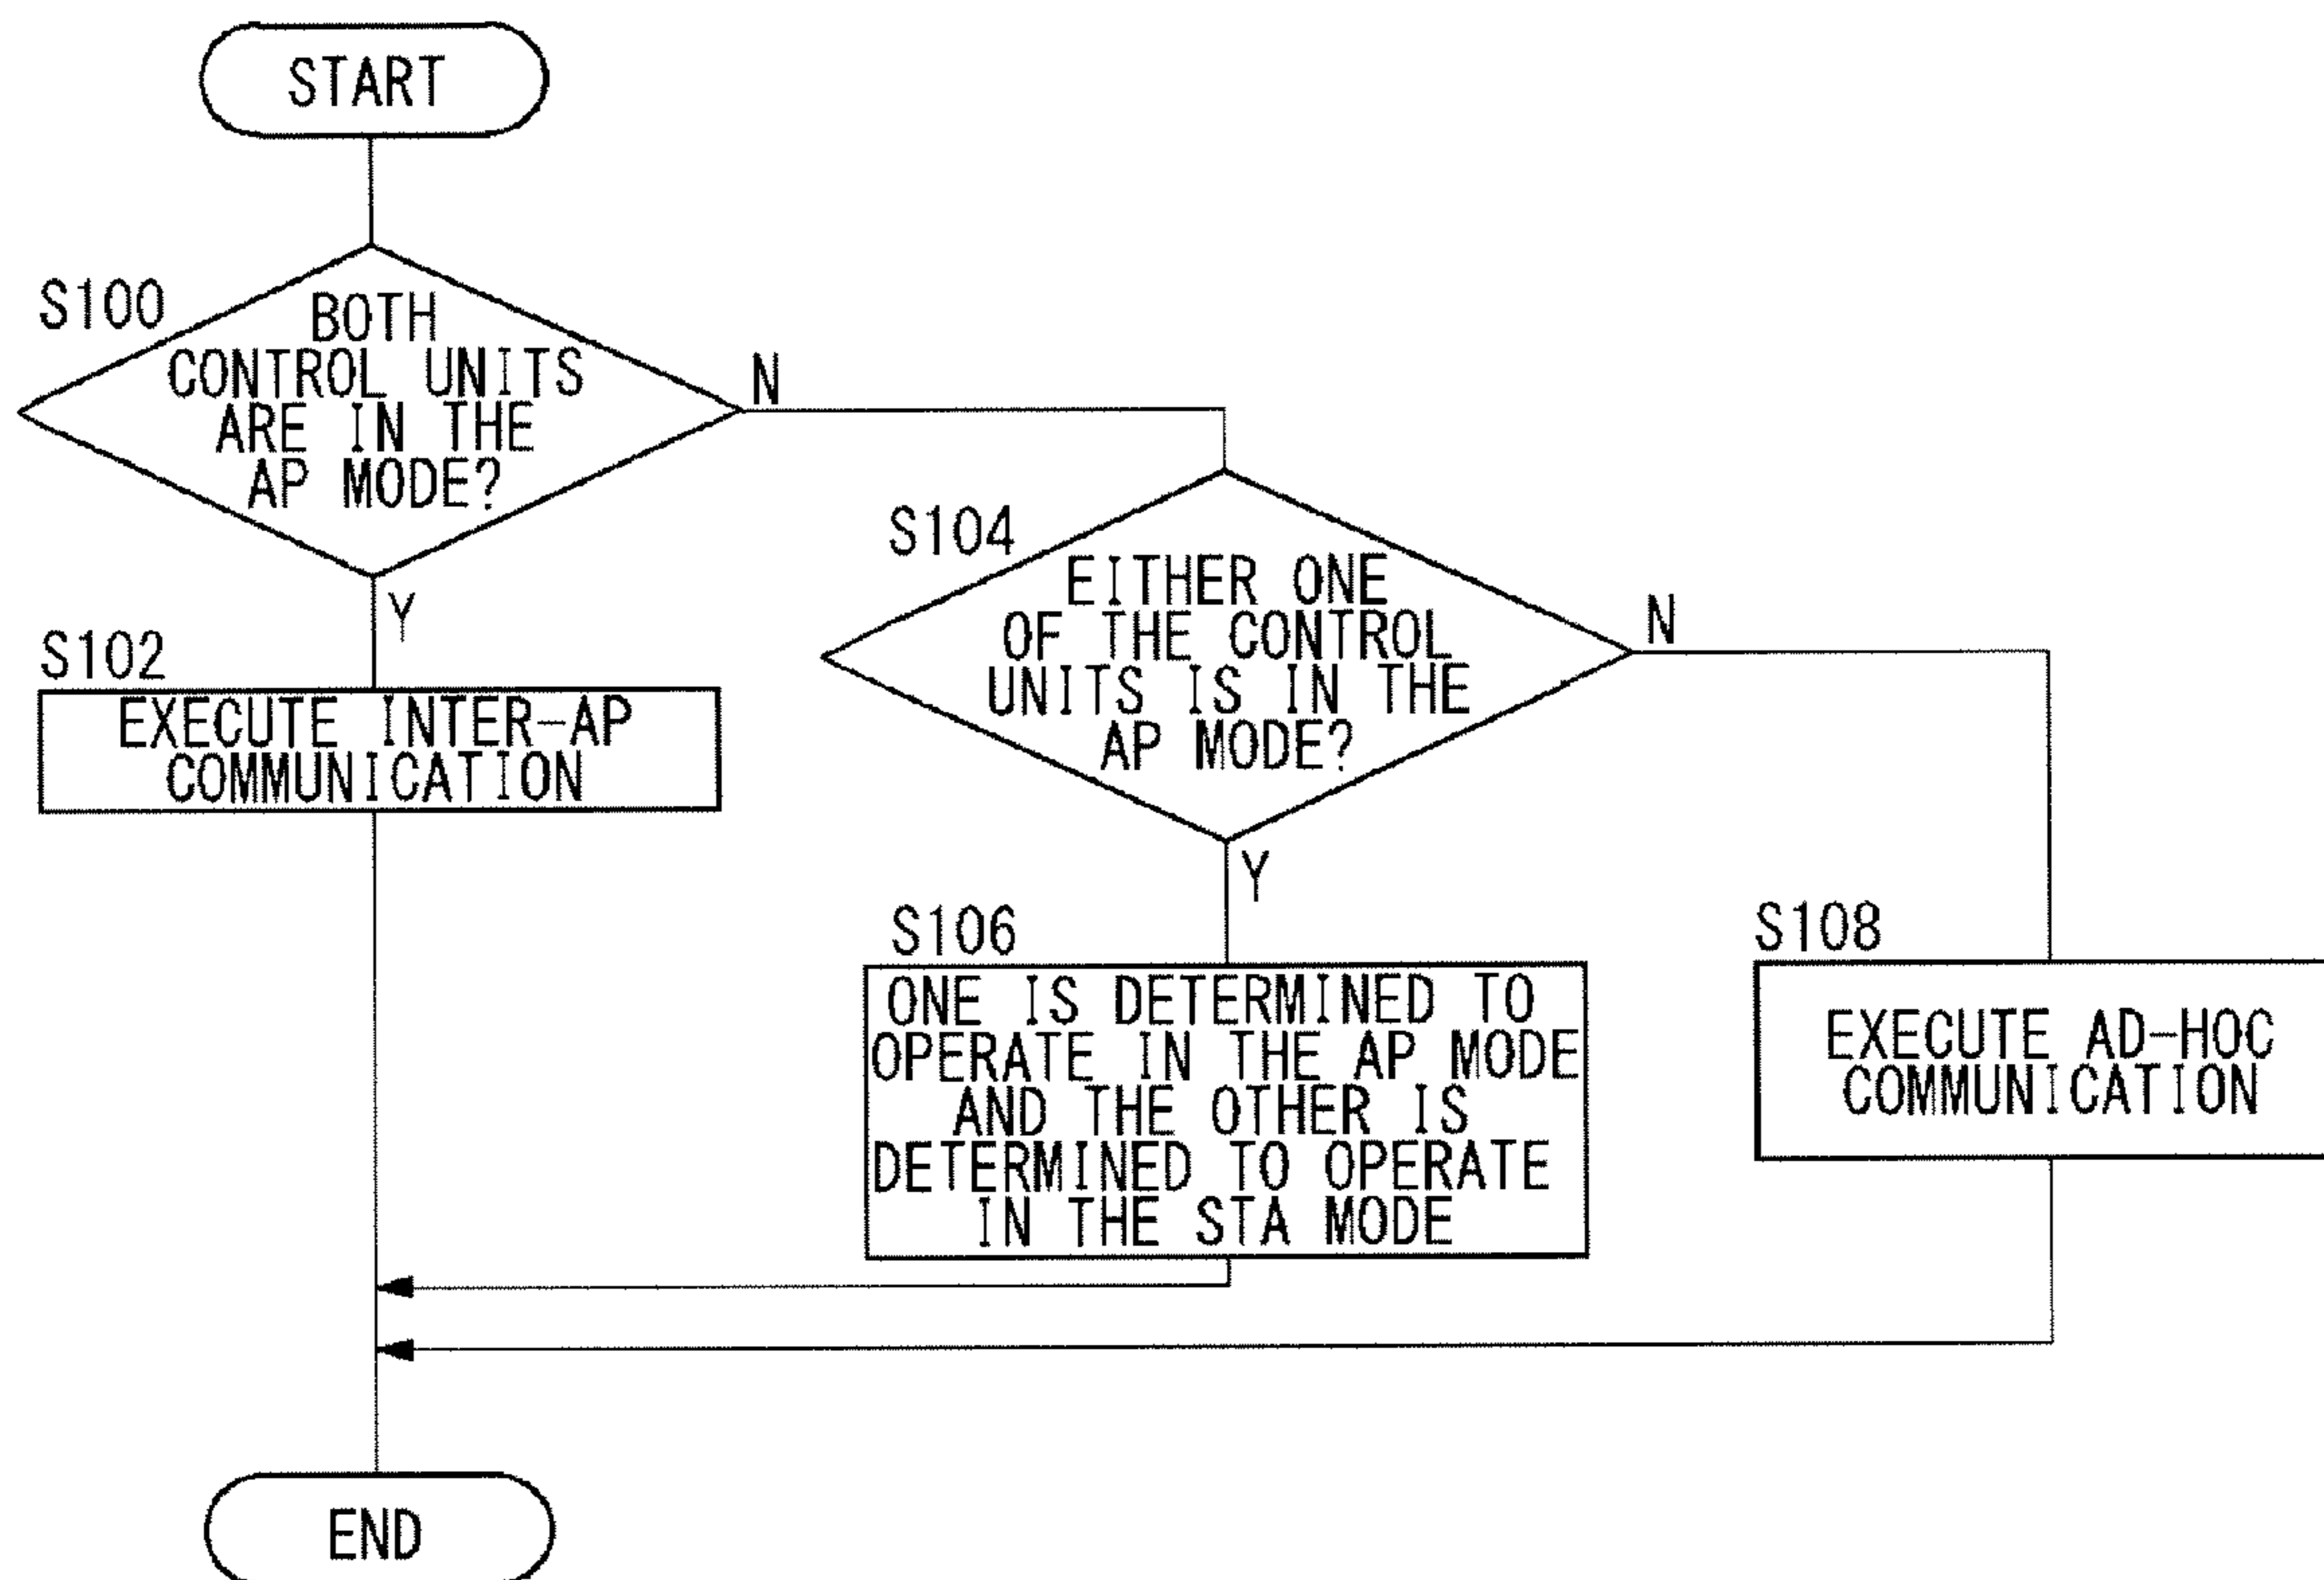 START
S100
BOTH
CONTROL UNITS
ARE IN THE
AP MODE?
N
Y
S102
EXECUTE INTER-AP
COMMUNICATION
S104
EITHER ONE
OF THE CONTROL
UNITS IS IN THE
AP MODE?
N
Y
S106
ONE IS DETERMINED TO
OPERATE IN THE AP MODE
AND THE OTHER IS
DETERMINED TO OPERATE
IN THE STA MODE
S108
EXECUTE AD-HOC
COMMUNICATION
END